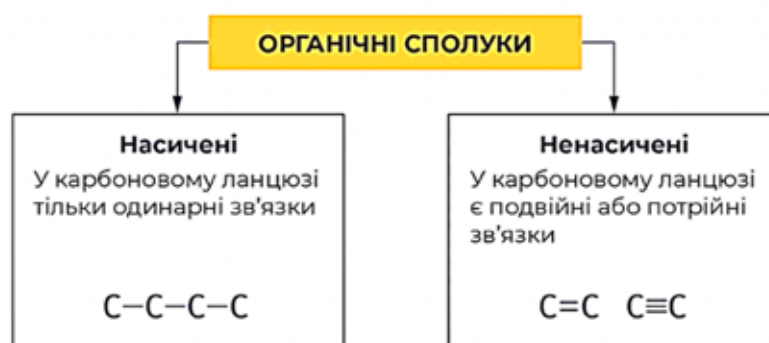 ОРГАНІЧНІ СПОЛУКИ
Насичені
У карбоновому ланцюзі
тільки одинарні зв'язки
C–C–C–C
Ненасичені
У карбоновому ланцюзі
є подвійні або потрійні
зв'язки
C=C C≡C